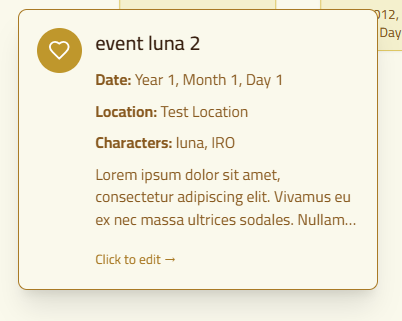 event luna 2
Date: Year 1, Month 1, Day 1
Location: Test Location
Characters: luna, IRO
Lorem ipsum dolor sit amet,
consectetur adipiscing elit. Vivamus eu
ex nec massa ultrices sodales. Nullam...
Click to edit →
012,
Day